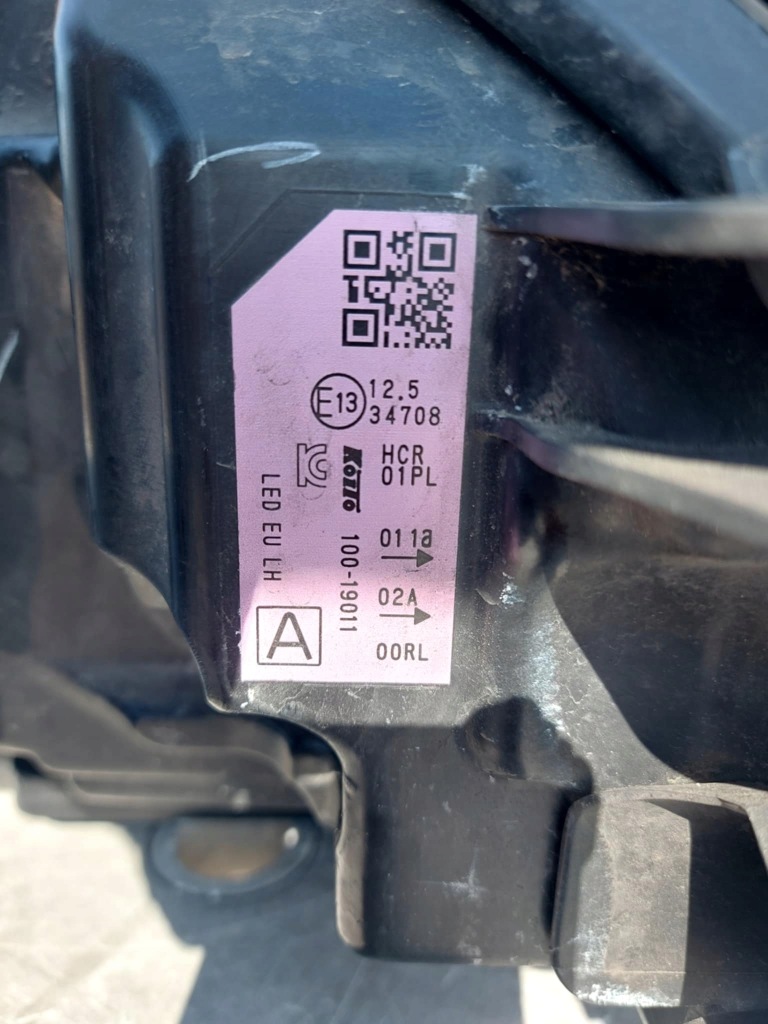 E13
12.5
34708
HCR
01PL
KOITO
100-19011
LED EU LH
011a
02A
00RL
A